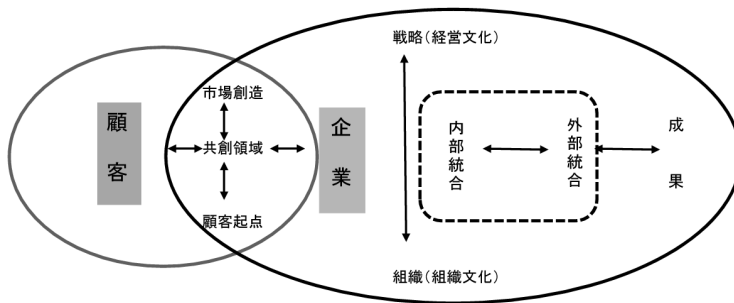 戦略（経営文化）
市場創造
顧客
共創領域
企業
顧客起点
内部統合
外部統合
成果
組織（組織文化）